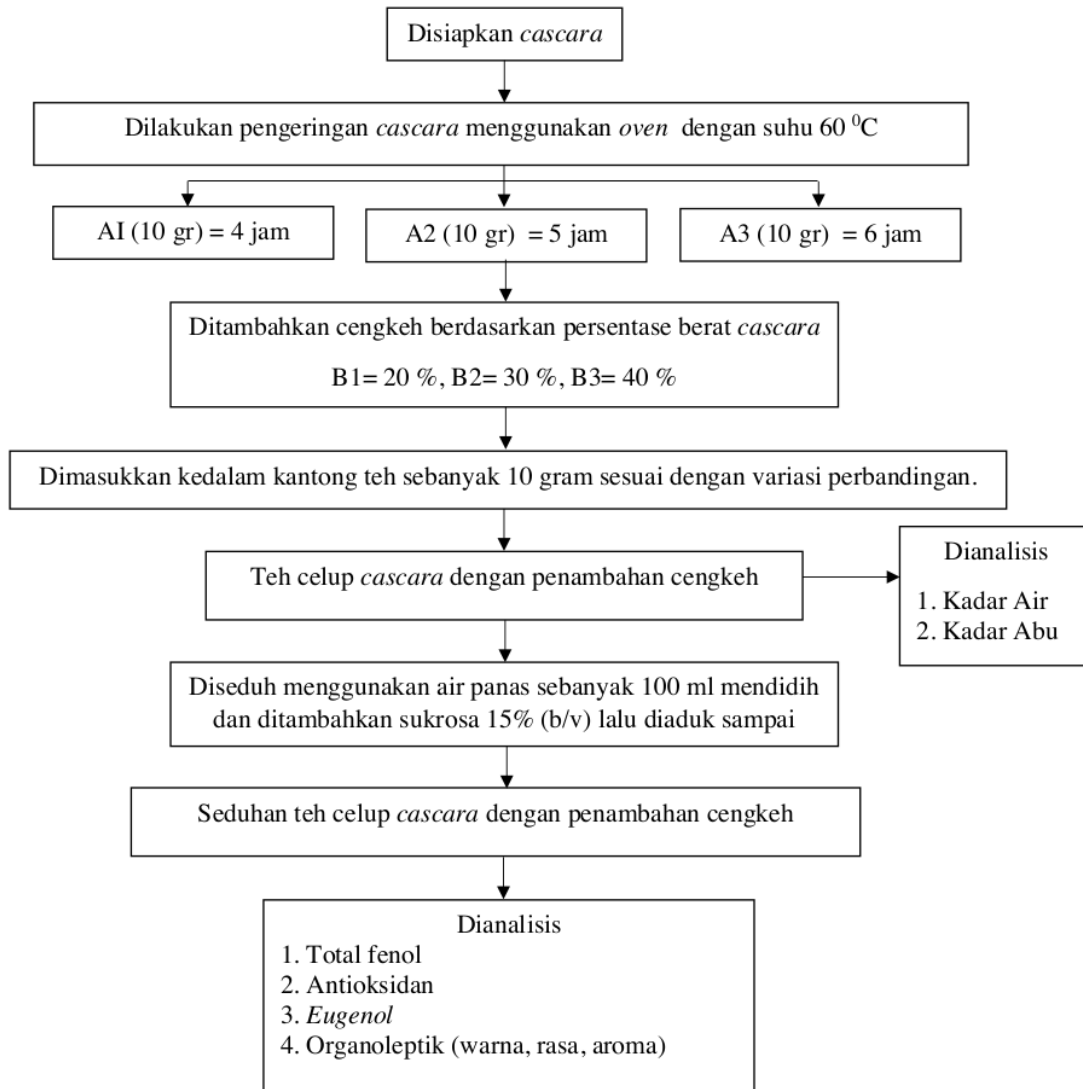 Disiapkan cascara
Dilakukan pengeringan cascara menggunakan oven dengan suhu 60 ⁰C
AI (10 gr) = 4 jam
A2 (10 gr) = 5 jam
A3 (10 gr) = 6 jam
Ditambahkan cengkeh berdasarkan persentase berat cascara
B1= 20 %, B2= 30 %, B3= 40 %
Dimasukkan kedalam kantong teh sebanyak 10 gram sesuai dengan variasi perbandingan.
Teh celup cascara dengan penambahan cengkeh
Dianalisis
1. Kadar Air
2. Kadar Abu
Diseduh menggunakan air panas sebanyak 100 ml mendidih
dan ditambahkan sukrosa 15% (b/v) lalu diaduk sampai
Seduhan teh celup cascara dengan penambahan cengkeh
Dianalisis
1. Total fenol
2. Antioksidan
3. Eugenol
4. Organoleptik (warna, rasa, aroma)